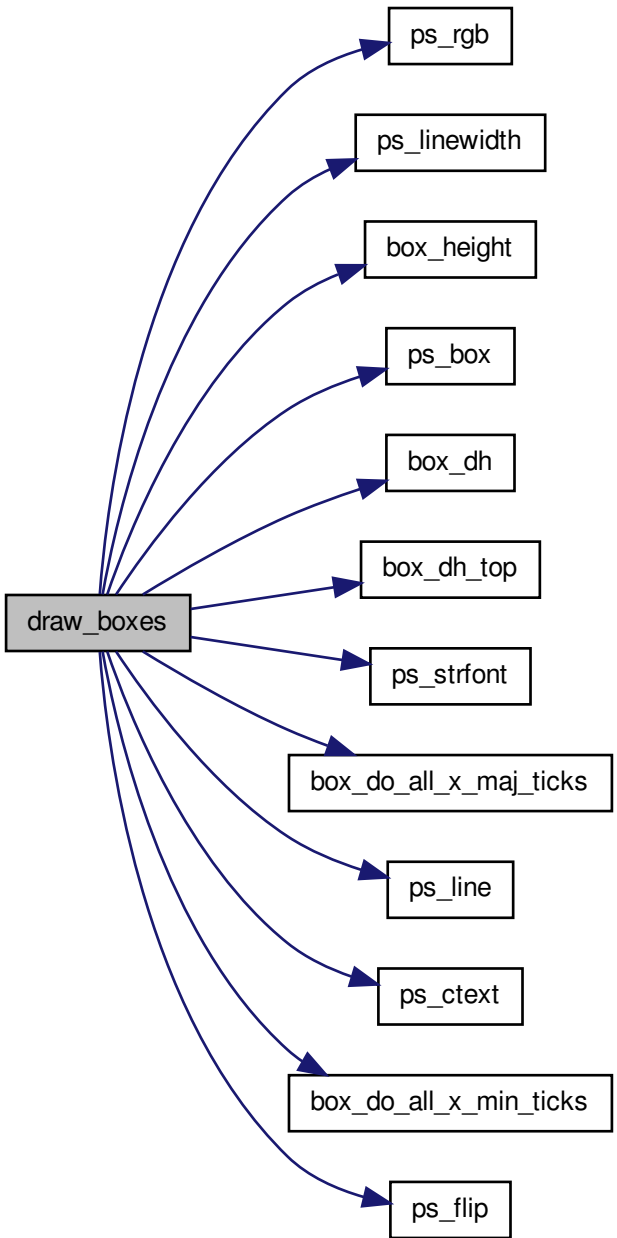 ps_rgb
ps_linewidth
box_height
ps_box
box_dh
box_dh_top
draw_boxes
ps_strfont
box_do_all_x_maj_ticks
ps_line
ps_ctext
box_do_all_x_min_ticks
ps_flip